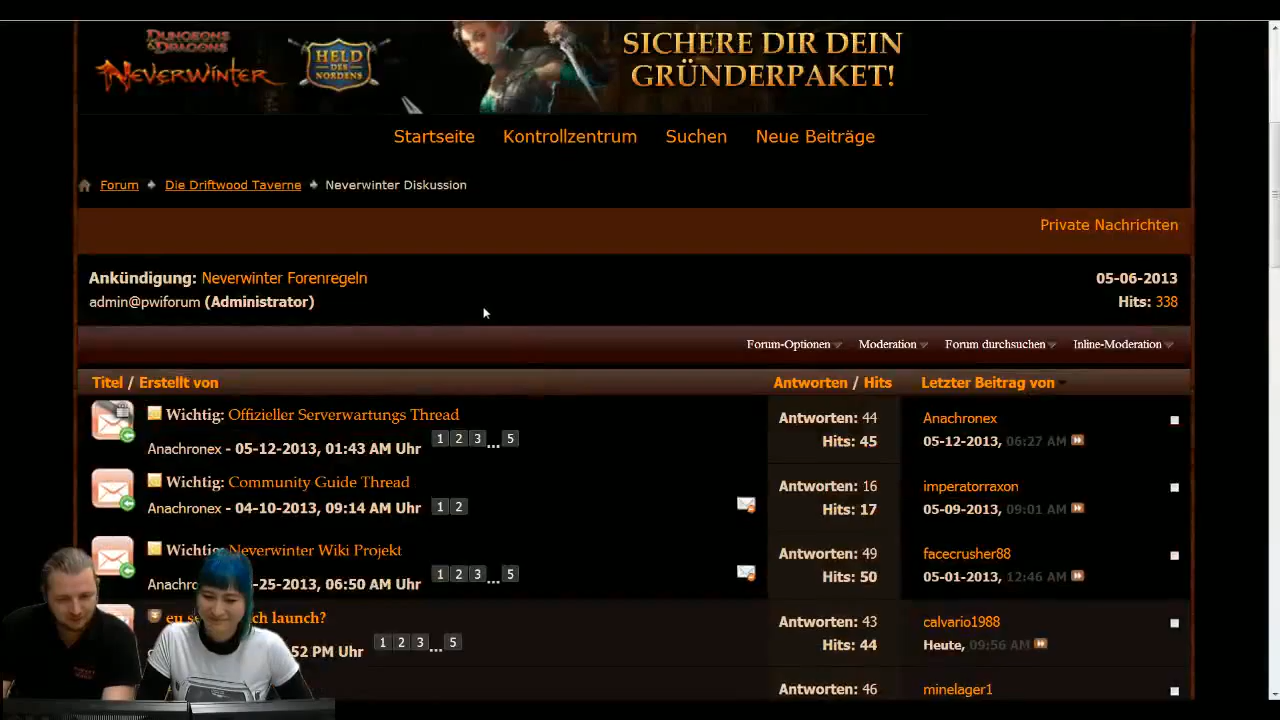 DUNGEONS & DRAGONS
NEVERWINTER
HELD DES NORDENS
SICHERE DIR DEIN
GRÜNDERPAKET!
Startseite Kontrollzentrum Suchen Neue Beiträge
Forum Die Driftwood Taverne Neverwinter Diskussion
Private Nachrichten
Ankündigung: Neverwinter Forenregeln 05-06-2013
admin@pwiforum (Administrator) Hits: 338
Forum-Optionen Moderation Forum durchsuchen Inline-Moderation
Titel / Erstellt von Antworten / Hits Letzter Beitrag von
Wichtig: Offizieller Serverwartungs Thread Antworten: 44 Anachronex
Anachronex - 05-12-2013, 01:43 AM Uhr 1 2 3 ... 5 Hits: 45 05-12-2013, 06:27 AM
Wichtig: Community Guide Thread Antworten: 16 imperatorraxon
Anachronex - 04-10-2013, 09:14 AM Uhr 1 2 Hits: 17 05-09-2013, 09:01 AM
Wichtig: Neverwinter Wiki Projekt Antworten: 49 facecrusher88
Anachro -25-2013, 06:50 AM Uhr 1 2 3 ... 5 Hits: 50 05-01-2013, 12:46 AM
eu se ch launch? Antworten: 43 calvario1988
52 PM Uhr 1 2 3 ... 5 Hits: 44 Heute, 09:56 AM
Antworten: 46 minelager1